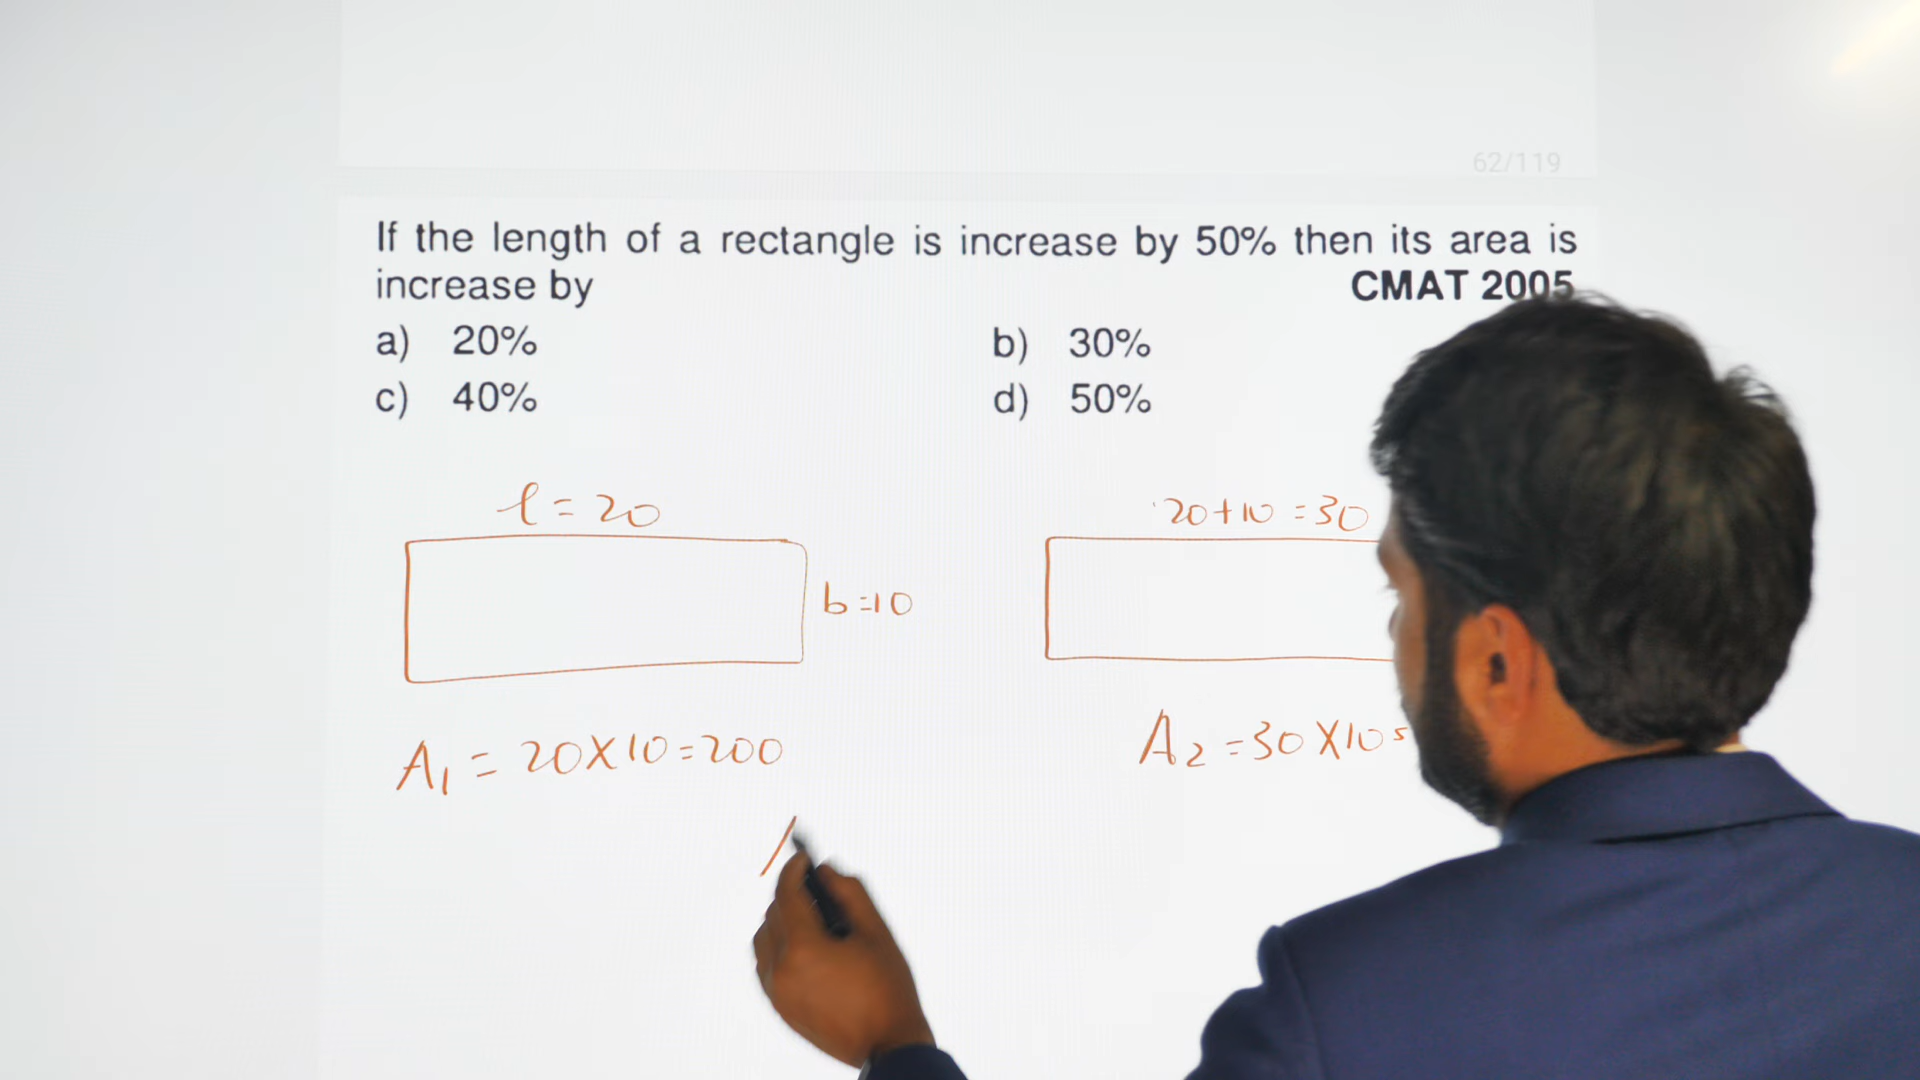 62/119
If the length of a rectangle is increase by 50% then its area is
increase by CMAT 2005
a) 20% b) 30%
c) 40% d) 50%
l = 20 20+10 =30
b=10
A1 = 20X10=200 A2 =30X10=